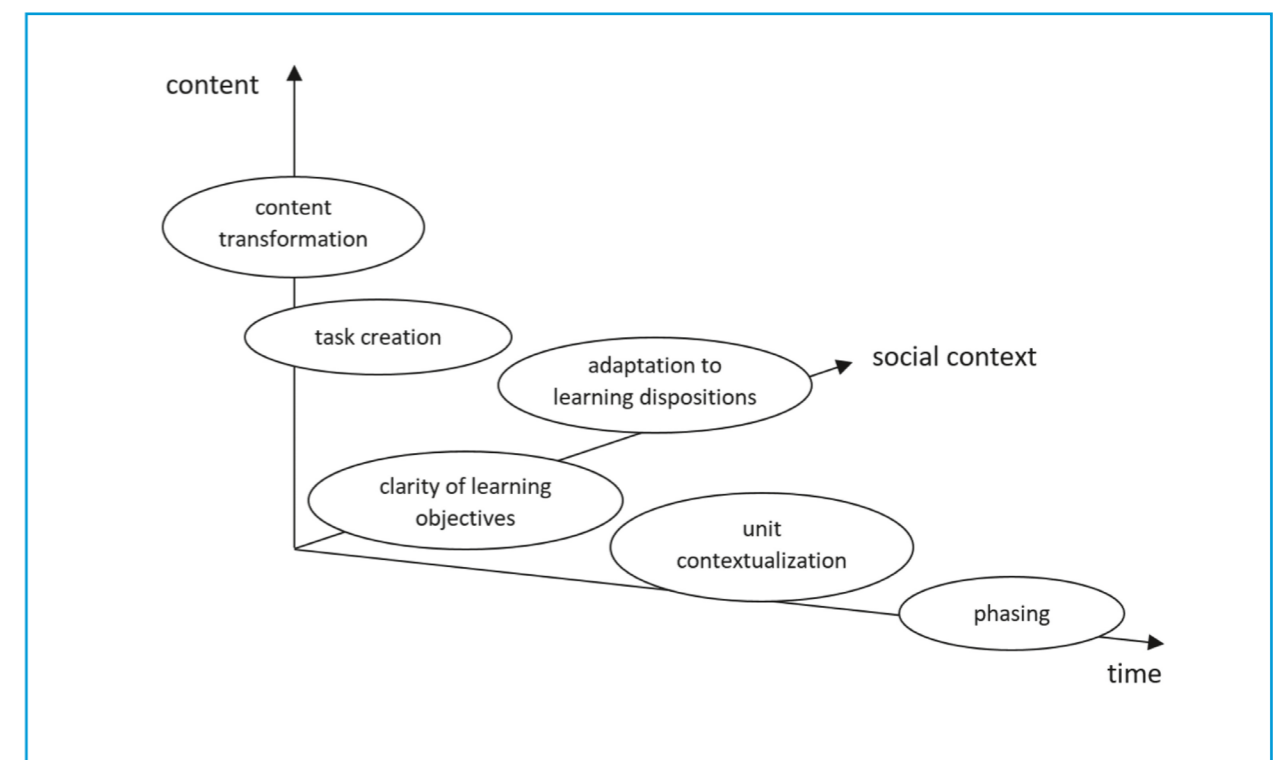 content
content
transformation
task creation
adaptation to
learning dispositions
social context
clarity of learning
objectives
unit
contextualization
phasing
time